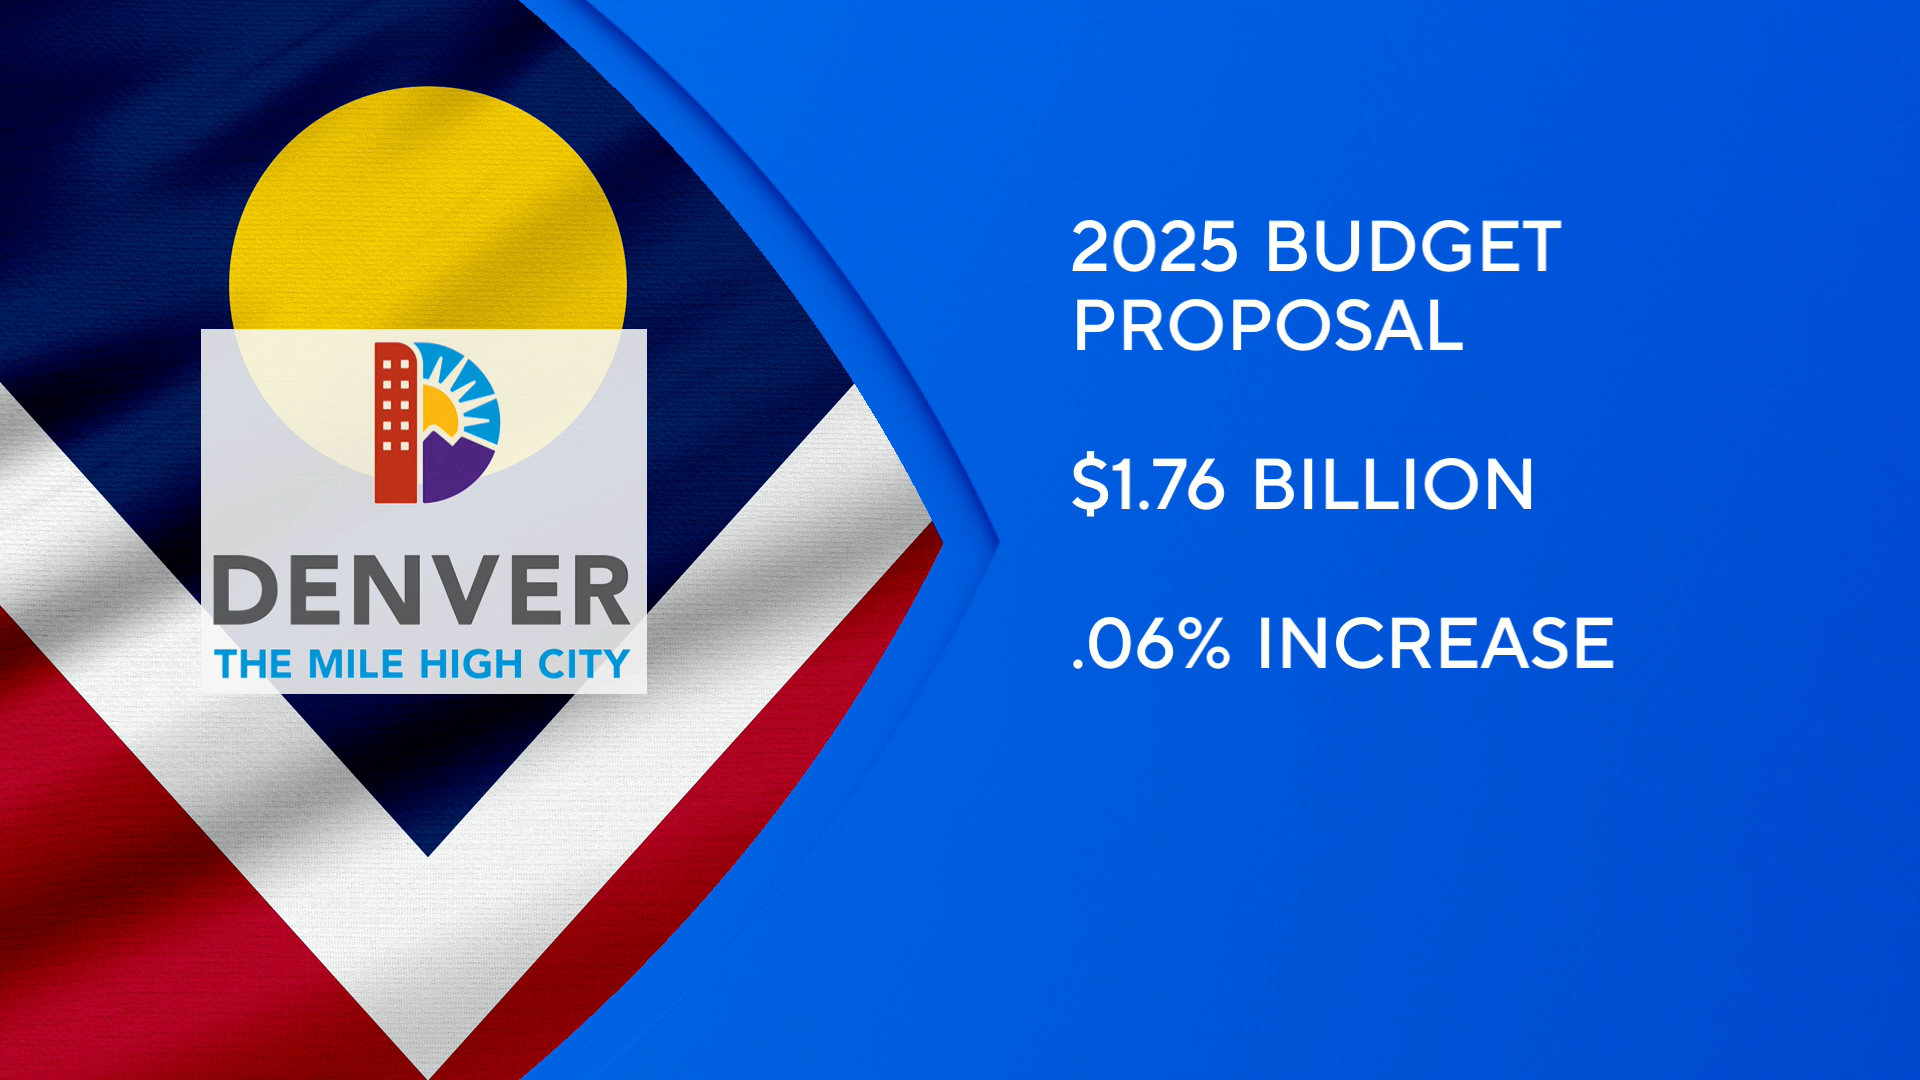 DENVER
THE MILE HIGH CITY
2025 BUDGET
PROPOSAL
$1.76 BILLION
.06% INCREASE